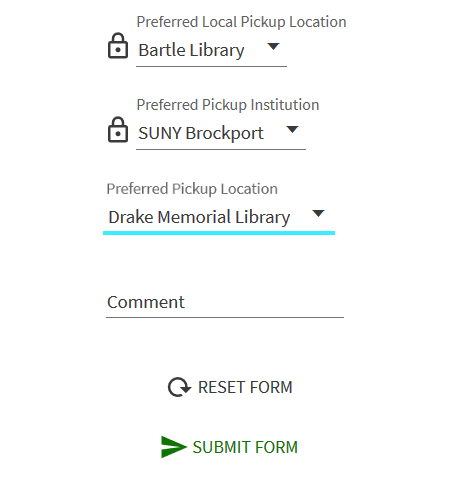 Preferred Local Pickup Location
Bartle Library
Preferred Pickup Institution
SUNY Brockport
Preferred Pickup Location
Drake Memorial Library
Comment
RESET FORM
SUBMIT FORM